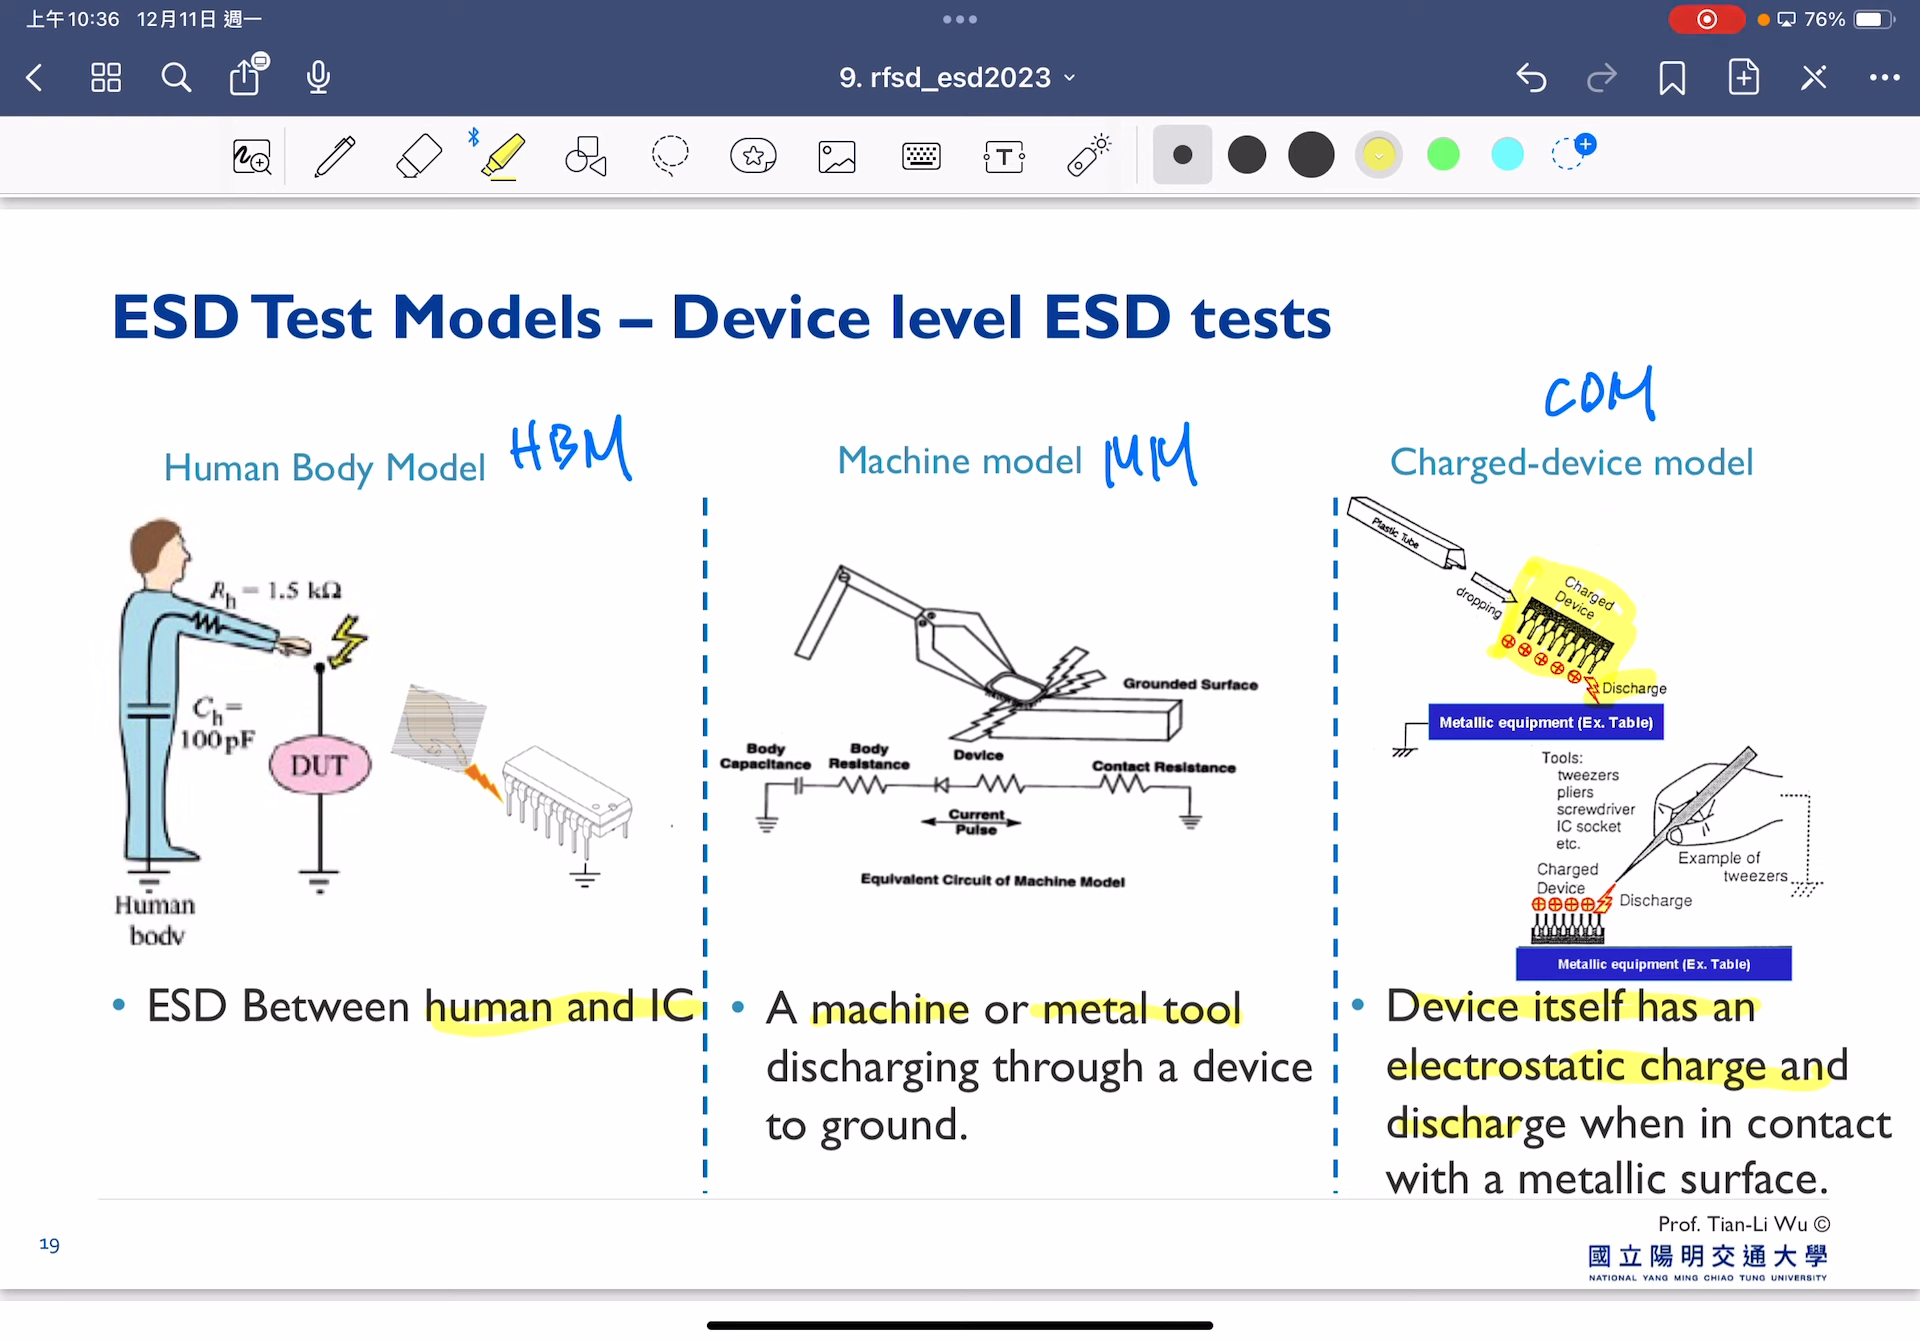 上午10:36 12月11日 週一
76%
9. rfsd_esd2023
T
ESD Test Models – Device level ESD tests
Human Body Model HBM
Rh = 1.5 kΩ
Ch=
100pF
DUT
Human
body
• ESD Between human and IC
Machine model MM
Grounded Surface
Body
Capacitance
Body
Resistance
Device
Contact Resistance
Current
Pulse
Equivalent Circuit of Machine Model
• A machine or metal tool
discharging through a device
to ground.
CDM
Charged-device model
Plastic Tube
dropping
Charged
Device
Discharge
Metallic equipment (Ex. Table)
Tools:
tweezers
pliers
screwdriver
IC socket
etc.
Example of
tweezers
Charged
Device
Discharge
Metallic equipment (Ex. Table)
• Device itself has an
electrostatic charge and
discharge when in contact
with a metallic surface.
Prof. Tian-Li Wu ©
19
國立陽明交通大學
NATIONAL YANG MING CHIAO TUNG UNIVERSITY